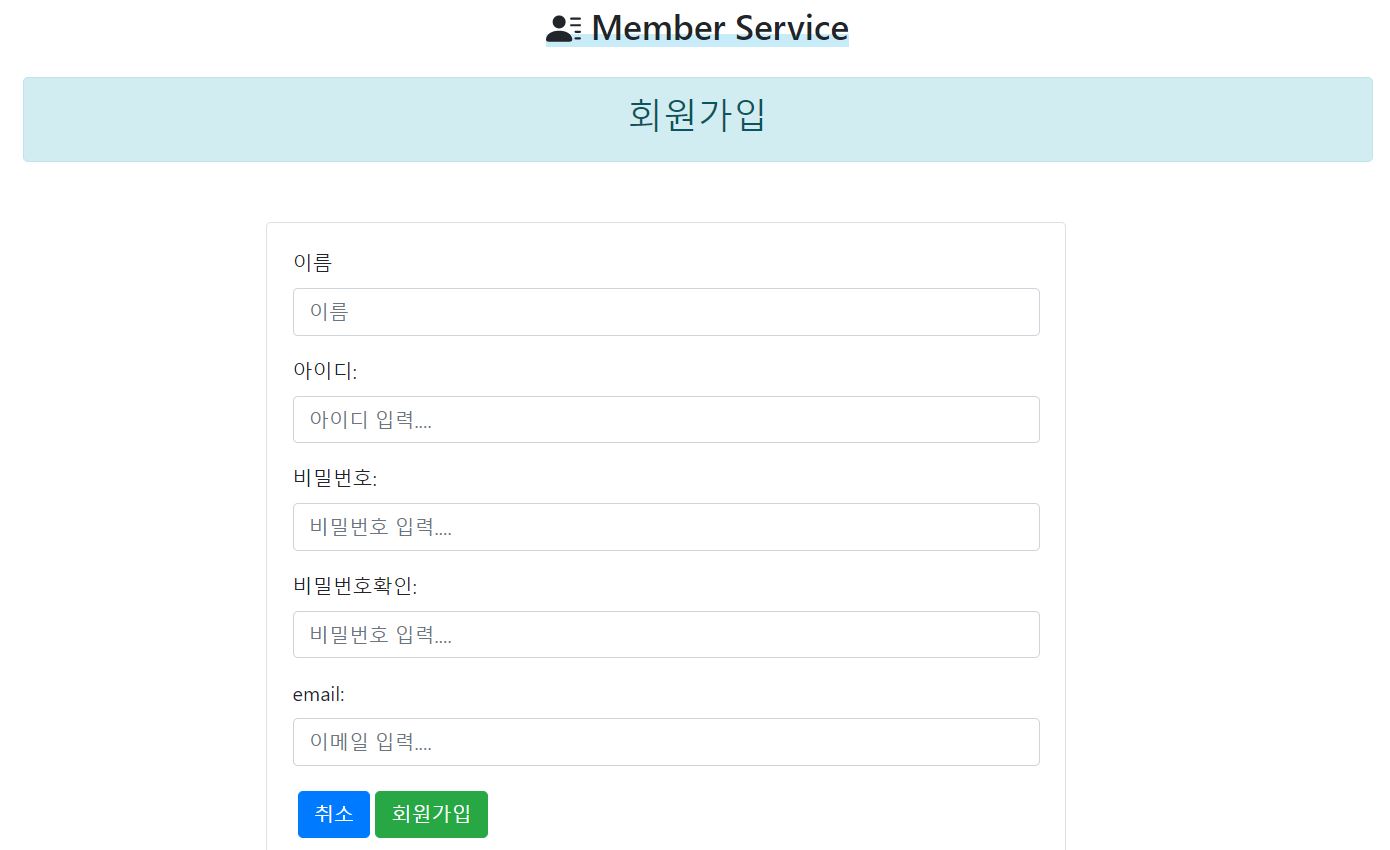 Member Service
회원가입
이름
이름
아이디:
아이디 입력....
비밀번호:
비밀번호 입력....
비밀번호확인:
비밀번호 입력....
email:
이메일 입력....
취소 회원가입